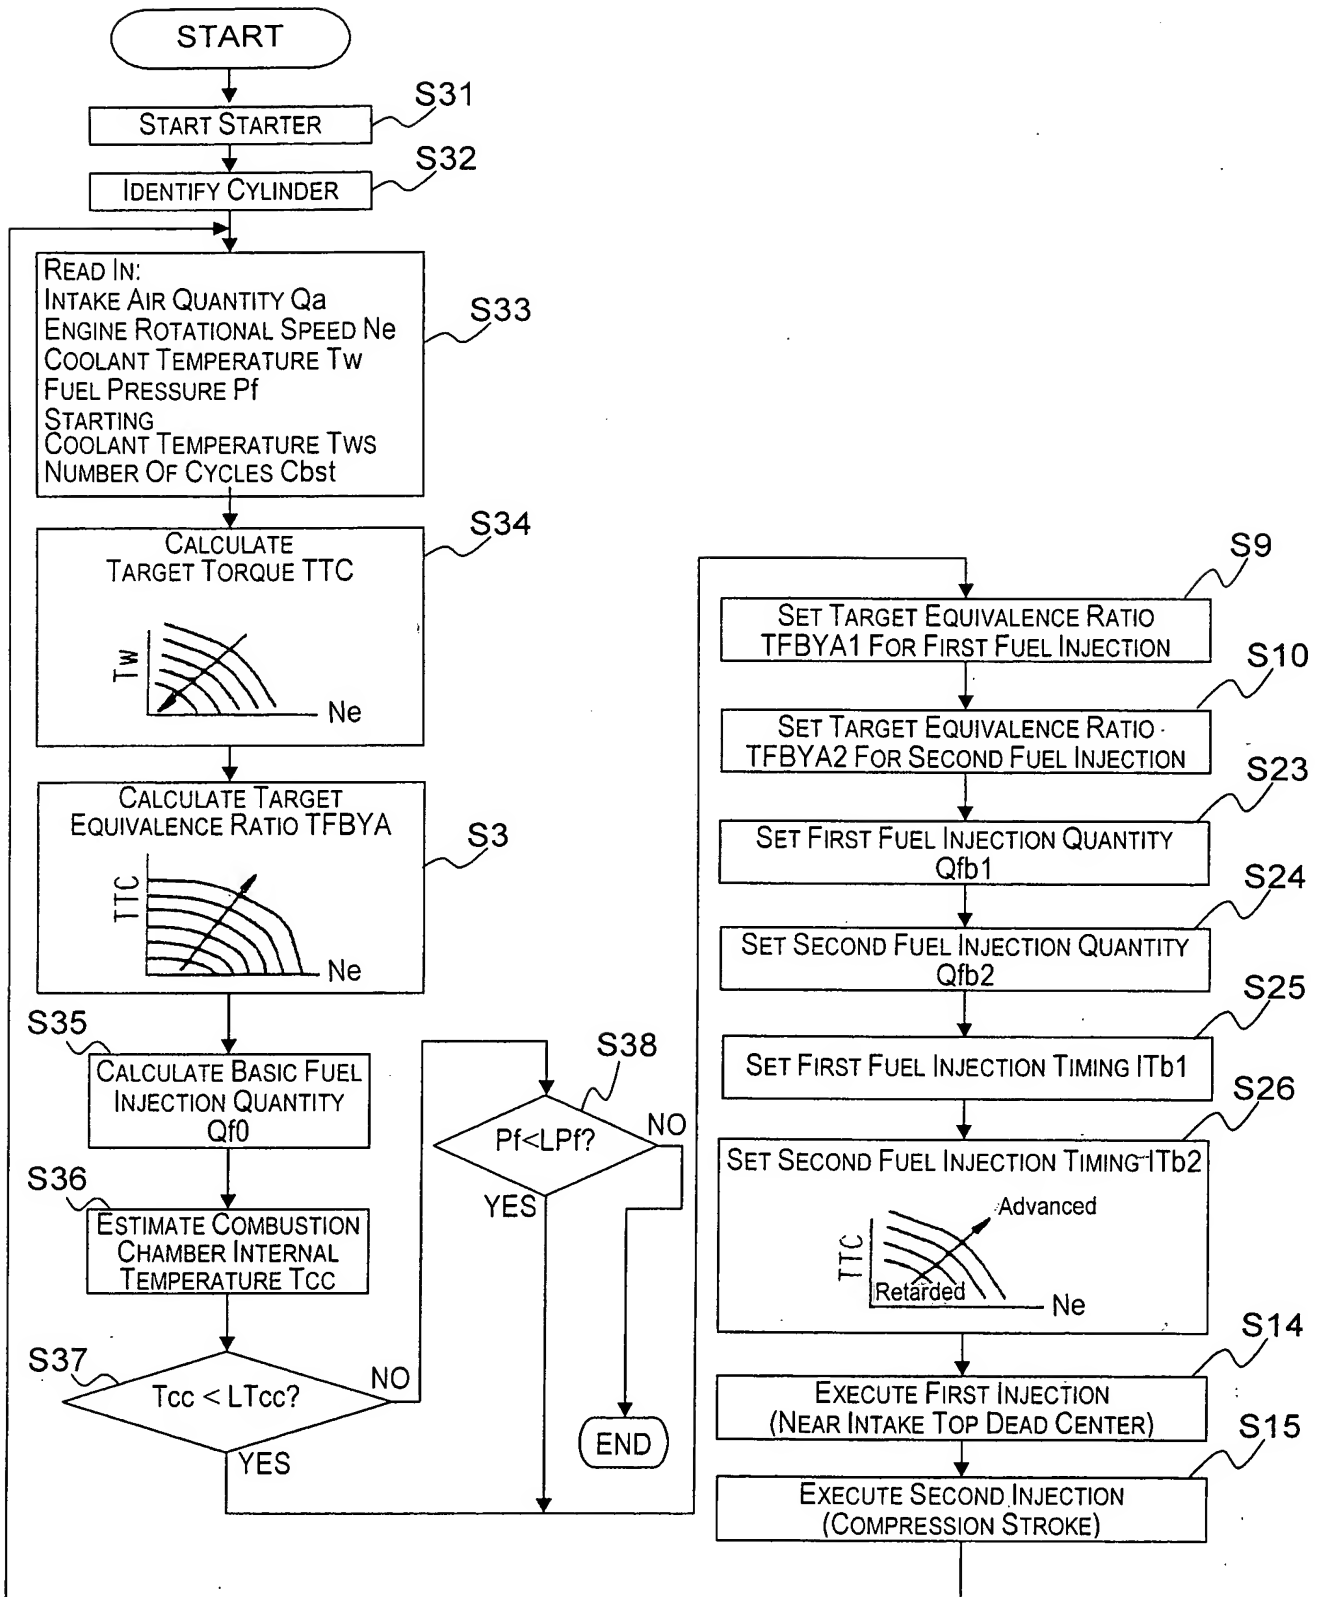 START
S31
START STARTER
S32
IDENTIFY CYLINDER
READ IN:
INTAKE AIR QUANTITY Qa
ENGINE ROTATIONAL SPEED Ne
COOLANT TEMPERATURE Tw
FUEL PRESSURE Pf
STARTING
COOLANT TEMPERATURE Tws
NUMBER OF CYCLES Cbst
S33
S34
CALCULATE
TARGET TORQUE TTC
Tw
Ne
S3
CALCULATE TARGET
EQUIVALENCE RATIO TFBYA
TTC
Ne
S35
CALCULATE BASIC FUEL
INJECTION QUANTITY
Qf0
S36
ESTIMATE COMBUSTION
CHAMBER INTERNAL
TEMPERATURE Tcc
S37
Tcc < LTcc?
NO
YES
S38
Pf<LPf?
NO
YES
END
S9
SET TARGET EQUIVALENCE RATIO
TFBYA1 FOR FIRST FUEL INJECTION
S10
SET TARGET EQUIVALENCE RATIO
TFBYA2 FOR SECOND FUEL INJECTION
S23
SET FIRST FUEL INJECTION QUANTITY
Qfb1
S24
SET SECOND FUEL INJECTION QUANTITY
Qfb2
S25
SET FIRST FUEL INJECTION TIMING ITb1
S26
SET SECOND FUEL INJECTION TIMING ITb2
Advanced
TTC
Retarded
Ne
S14
EXECUTE FIRST INJECTION
(NEAR INTAKE TOP DEAD CENTER)
S15
EXECUTE SECOND INJECTION
(COMPRESSION STROKE)